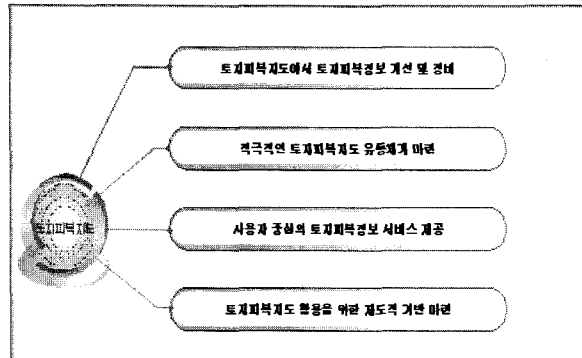 토지피복지도에서 토지피복정보 개선 및 정비
적극적인 토지피복지도 유통체계 마련
토지피복지도
사용자 중심의 토지피복정보 서비스 제공
토지피복지도 활용을 위한 제도적 기반 마련